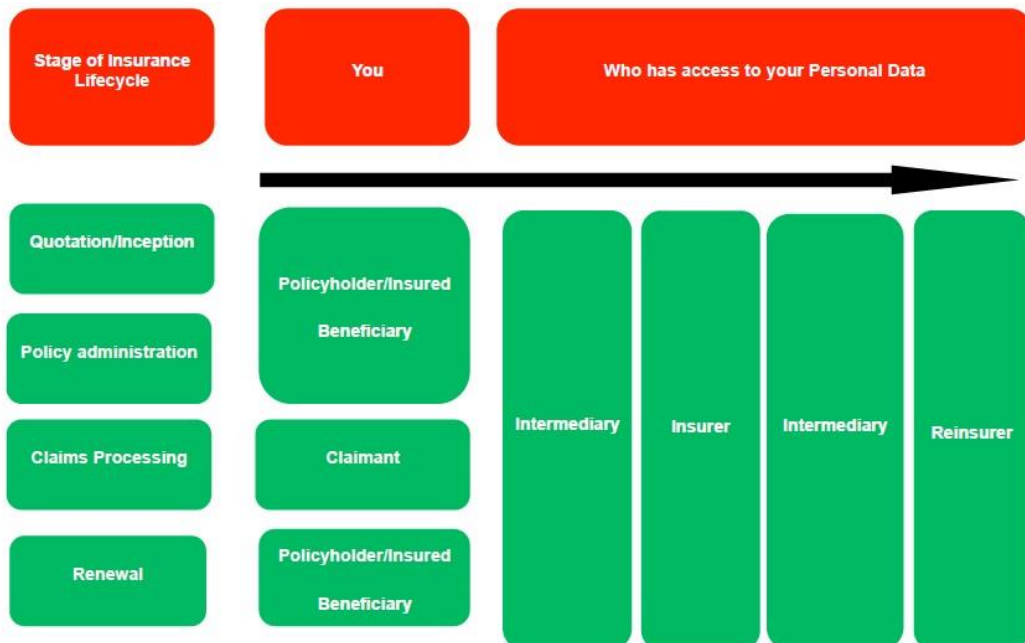 Stage of Insurance
Lifecycle
You
Who has access to your Personal Data
Quotation/Inception
Policy administration
Claims Processing
Renewal
Policyholder/Insured
Beneficiary
Claimant
Policyholder/Insured
Beneficiary
Intermediary
Insurer
Intermediary
Reinsurer